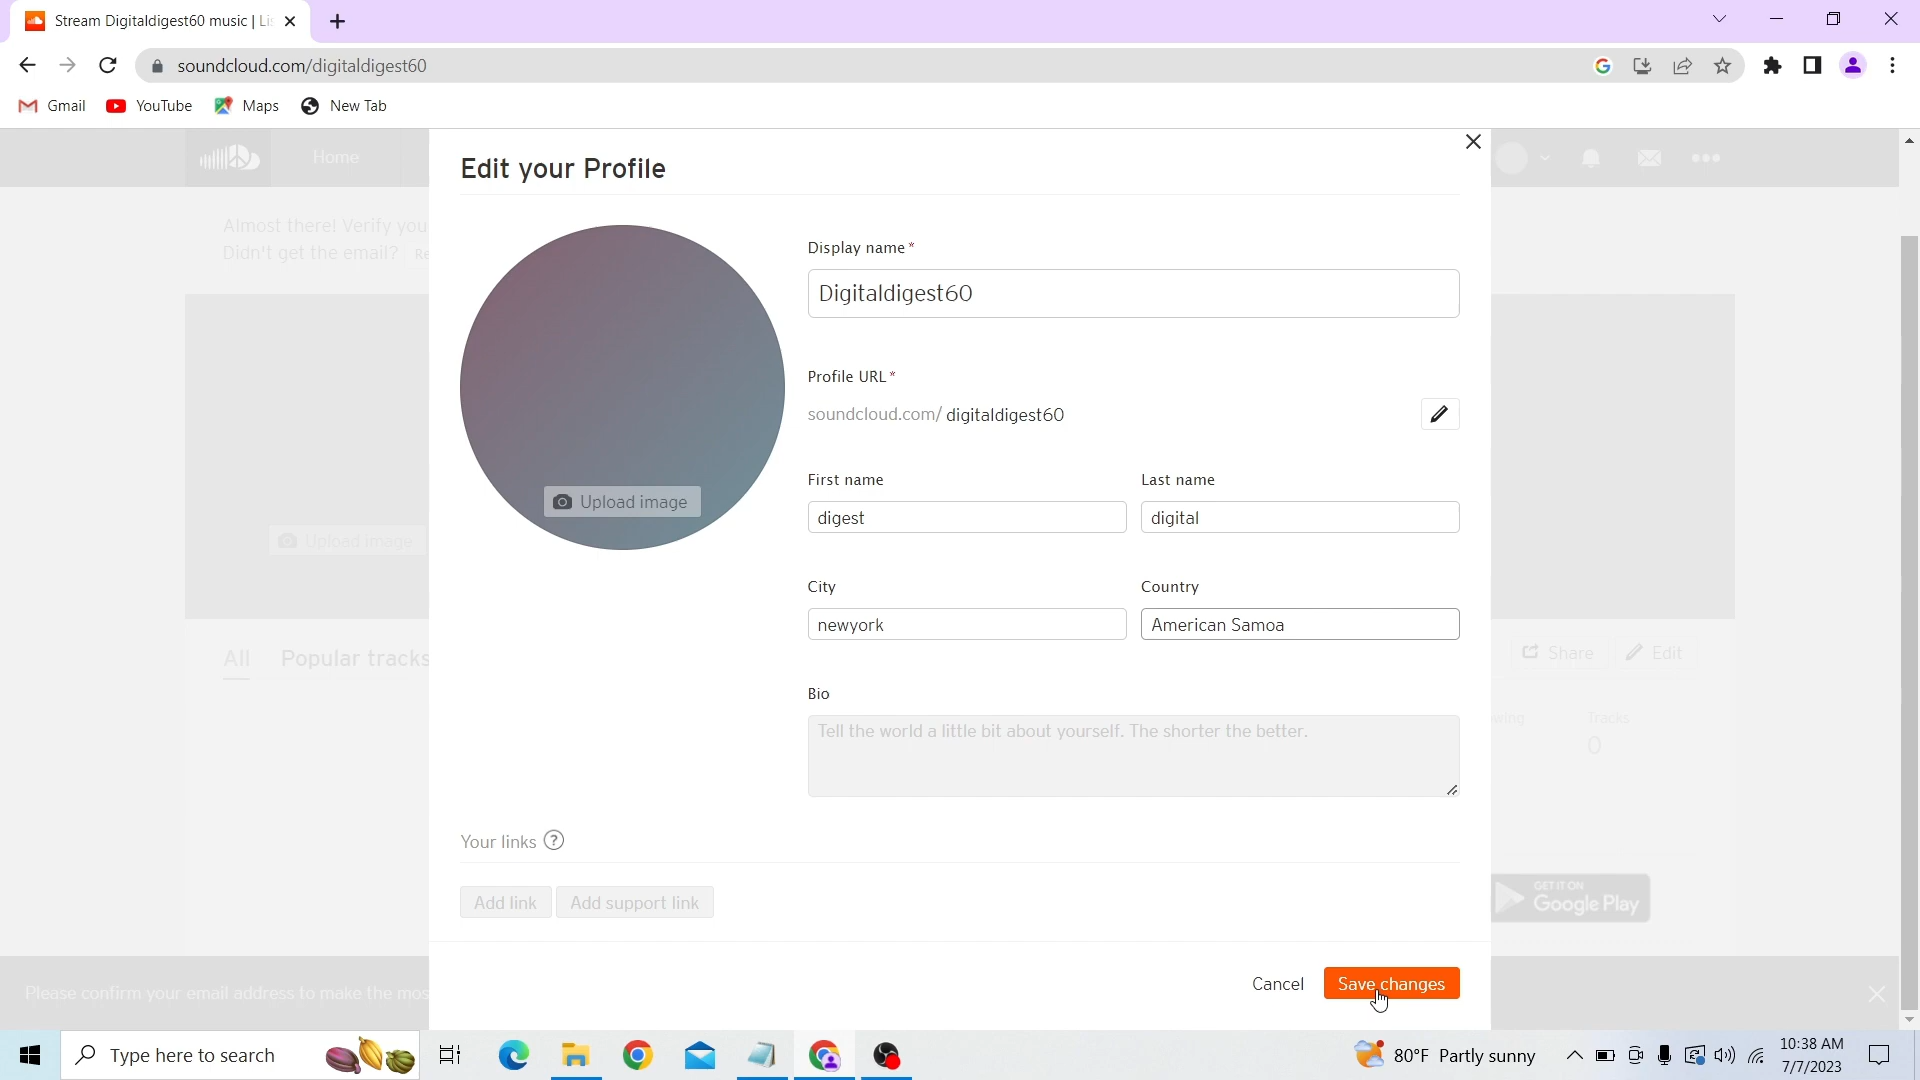 Stream Digitaldigest60 music | Lis
soundcloud.com/digitaldigest60
Gmail YouTube Maps New Tab
Home
Edit your Profile
Almost there! Verify you
Didn't get the email? Re
Display name*
Digitaldigest60
Profile URL*
soundcloud.com/ digitaldigest60
First name Last name
digest digital
Upload image
Upload image
City Country
newyork American Samoa
All Popular tracks
Share Edit
Bio
Tell the world a little bit about yourself. The shorter the better.
Tracks
0
Your links ?
Add link Add support link
GET IT ON
Google Play
Cancel Save changes
Please confirm your email address to make the mos
Type here to search
80°F Partly sunny
10:38 AM
7/7/2023